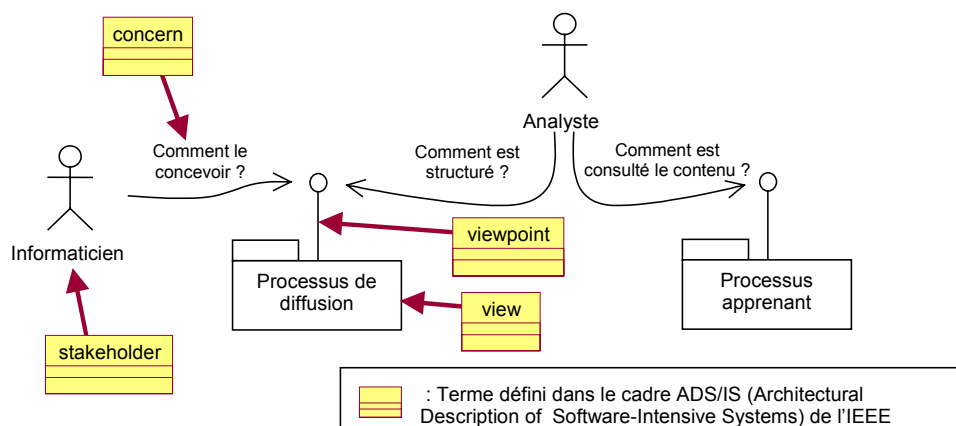 concern
Analyste
Comment le
concevoir ?
Comment est
structuré ?
Comment est
consulté le contenu ?
Informaticien
viewpoint
Processus de
diffusion
view
Processus
apprenant
stakeholder
: Terme défini dans le cadre ADS/IS (Architectural
Description of Software-Intensive Systems) de l'IEEE